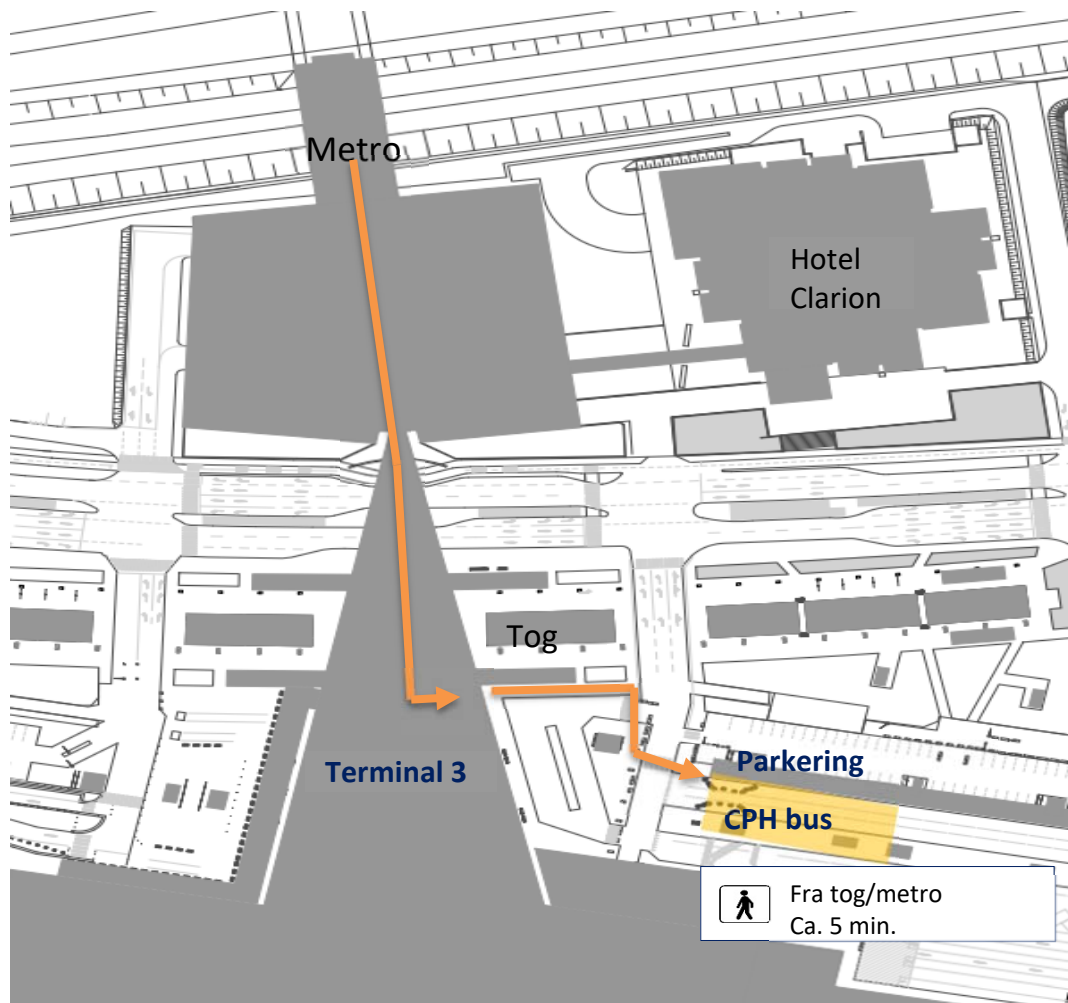 Metro
Hotel
Clarion
Tog
Terminal 3
Parkering
CPH bus
Fra tog/metro
Ca. 5 min.